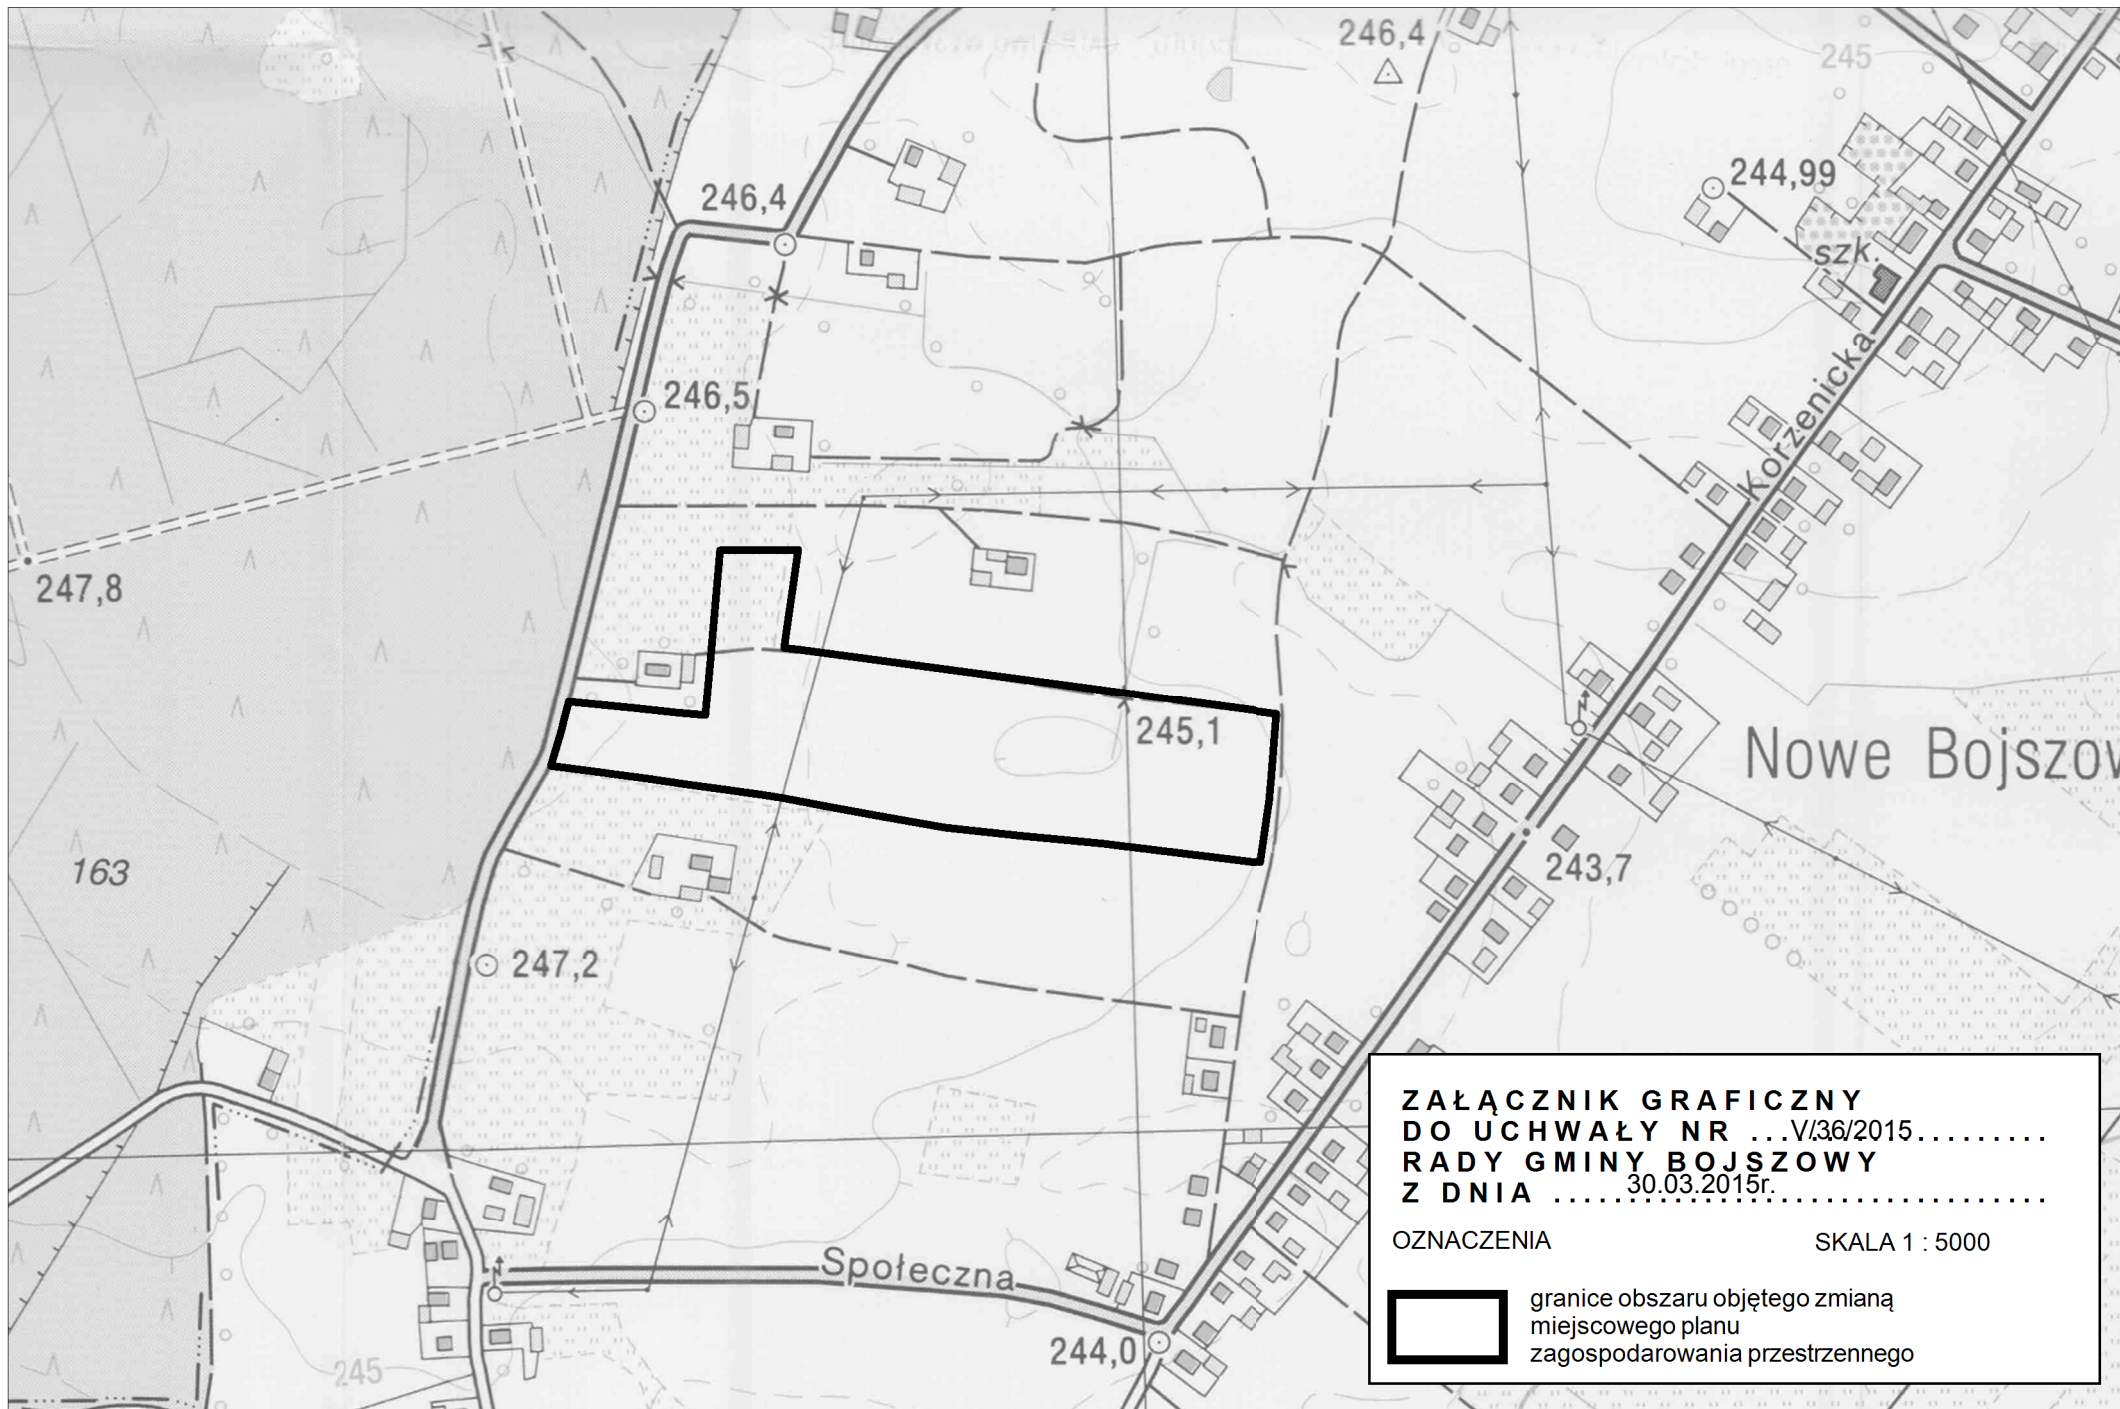 246,4
245
244,99
246,4
szk.
246,5
Korzenicka
247,8
245,1
Nowe Bojszow
243,7
163
247,2
Społeczna
244,0
245
ZAŁĄCZNIK GRAFICZNY
DO UCHWAŁY NR ...V/36/2015.........
RADY GMINY BOJSZOWY
Z DNIA .....30.03.2015r...................
OZNACZENIA
SKALA 1 : 5000
granice obszaru objętego zmianą
miejscowego planu
zagospodarowania przestrzennego